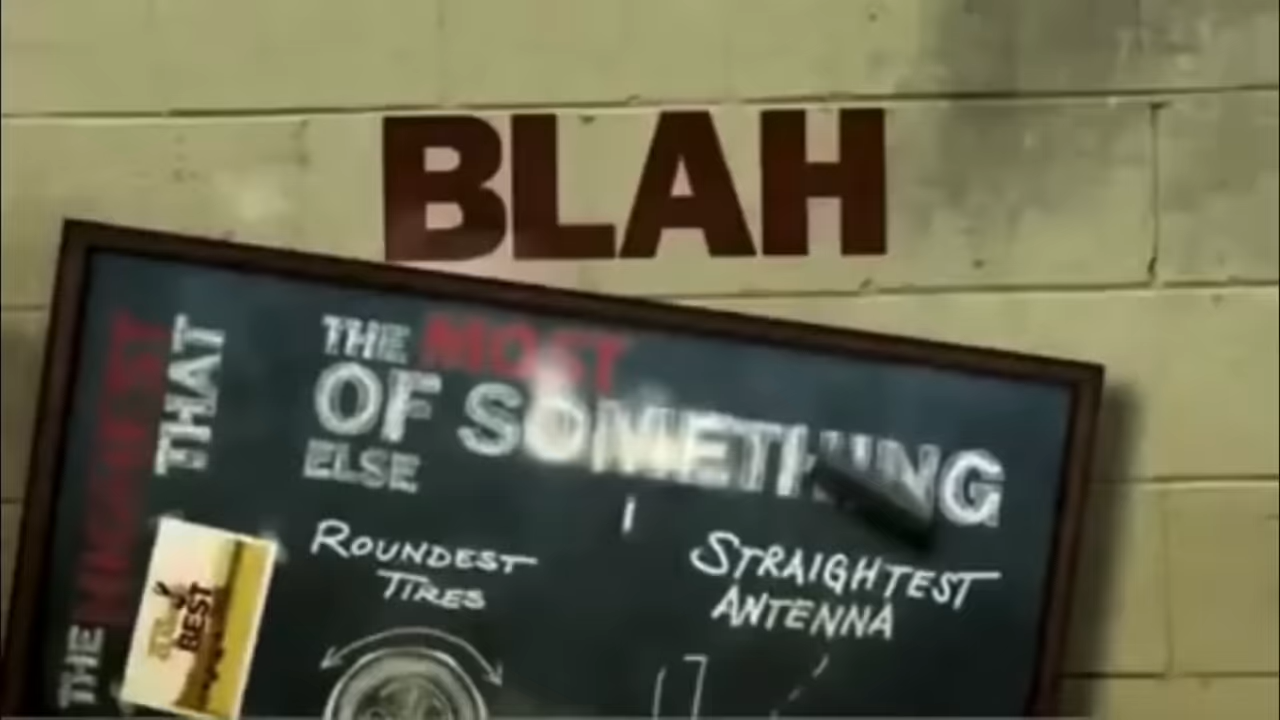 BLAH
THE MOST
OF SOMETHING
ELSE
THAT
THE
ROUNDEST
TIRES
STRAIGHTEST
ANTENNA
BEST